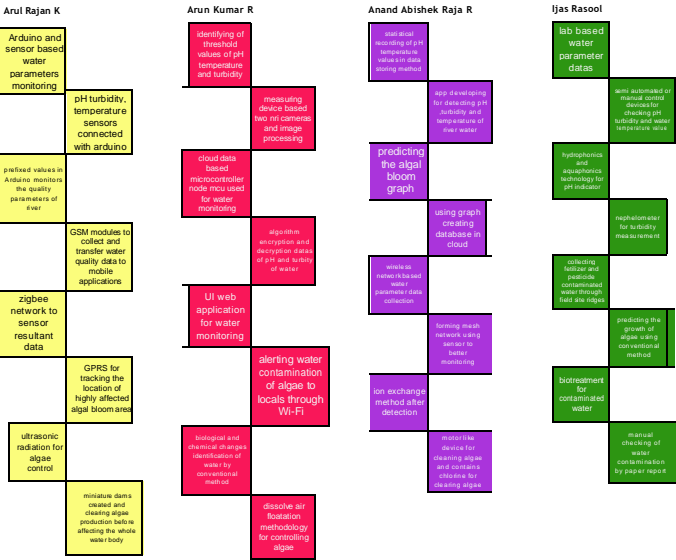 Arul Rajan K
Arduino and
sensor based
water
parameters
monitoring
pH turbidity,
temperature
sensors
connected
with arduino
prefixed values in
Arduino monitors
the quality
parameters of
river
GSM modules to
collect and
transfer water
quality data to
mobile
applications
zigbee
network to
sensor
resultant
data
GPRS for
tracking the
location of
highly affected
algal bloom area
ultrasonic
radiation for
algae
control
miniature dams
created and
clearing algae
production before
affecting the whole
water body
Arun Kumar R
identifying of
threshold
values of pH
temperature
and turbidity
measuring
device based
two nri cameras
and image
processing
cloud data
based
microcontroller
node mcu used
for water
monitoring
algorithm
encryption and
decryption datas
of pH and turbity
of water
UI web
application
for water
monitoring
alerting water
contamination
of algae to
locals through
Wi-Fi
biological and
chemical changes
identification of
water by
conventional
method
dissolve air
floatation
methodology
for controlling
algae
Anand Abishek Raja R
statistical
recording of pH
temperature
values in data
storing method
app developing
for detecting pH
,turbidity and
temperature of
river water
predicting
the algal
bloom
graph
using graph
creating
database in
cloud
wireless
network based
water
parameter data
collection
forming mesh
network using
sensor to
better
monitoring
ion exchange
method after
detection
motor like
device for
cleaning algae
and contains
chlorine for
clearing algae
Ijas Rasool
lab based
water
parameter
datas
semi automated or
manual control
devices for
checking pH
turbidity and water
temperature value
hydrophonics
and
aquaphonics
technology for
pH indicator
nephelometer
for turbidity
measurement
collecting
fetilizer and
pesticide
contaminated
water through
field site ridges
predicting the
growth of
algae using
conventional
method
biotreatment
for
contaminated
water
manual
checking of
water
contamination
by paper report